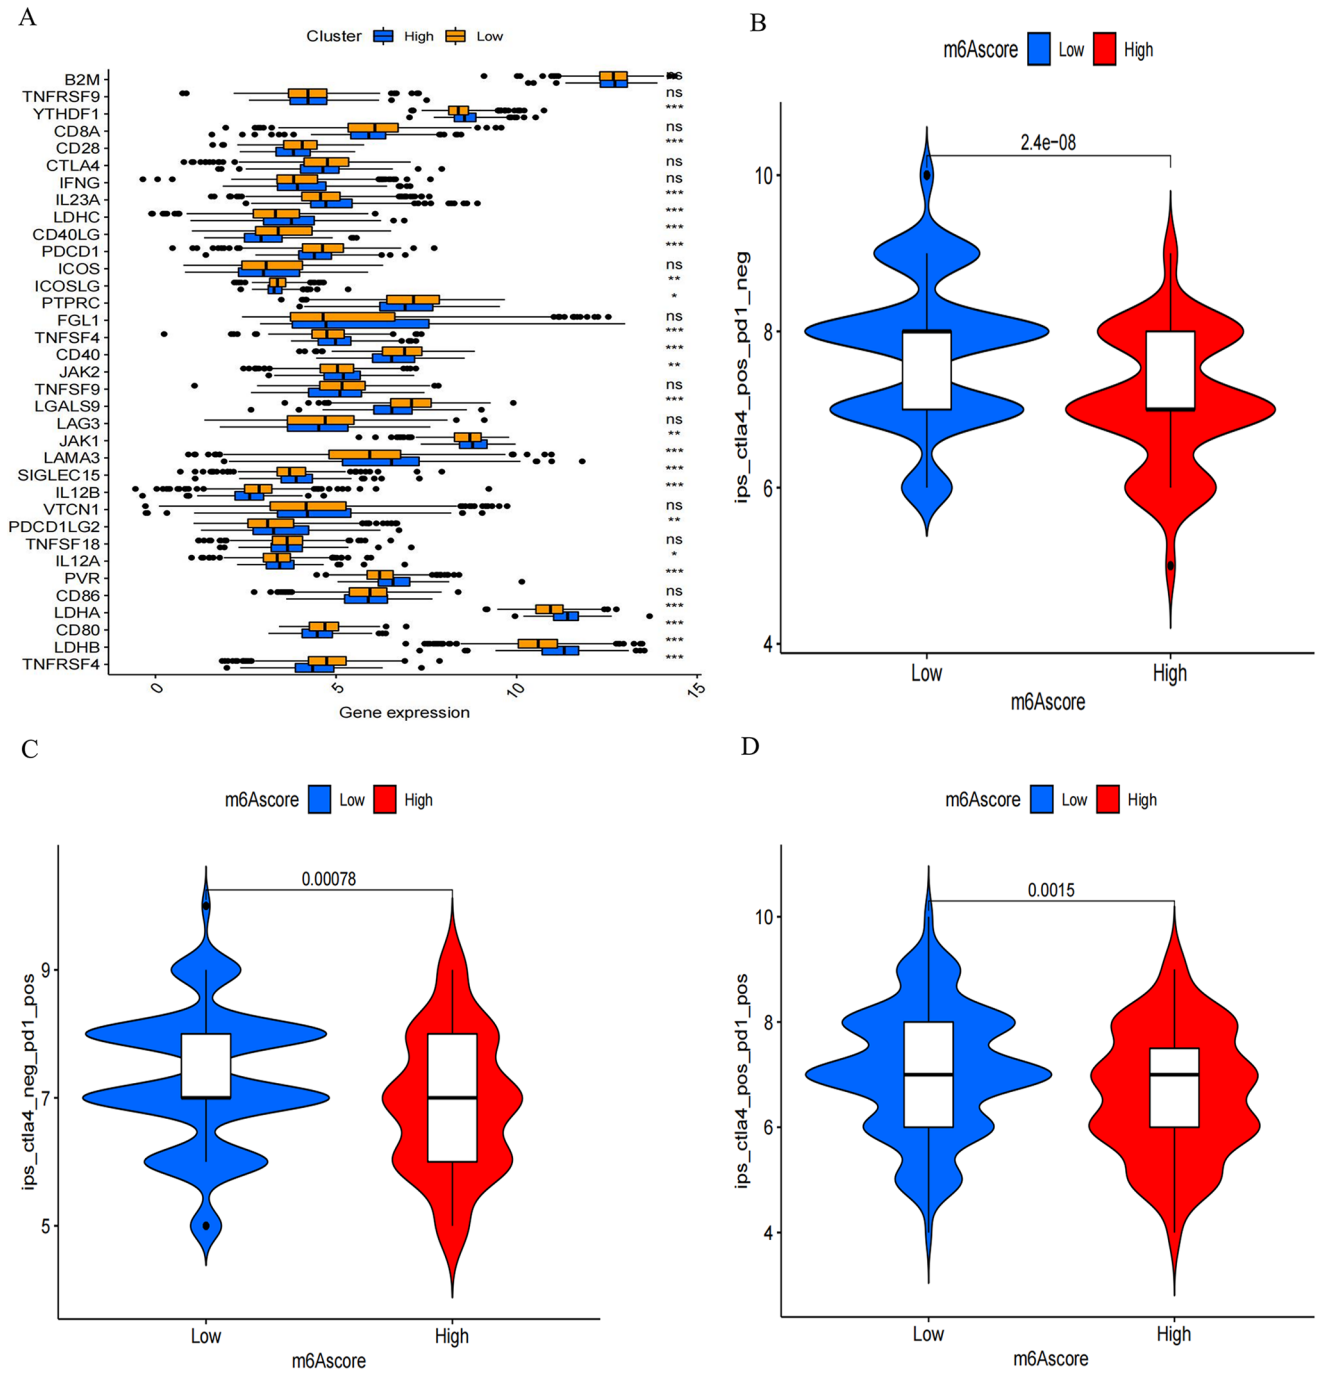 A
Cluster High Low
B2M ns
TNFRSF9 ns
YTHDF1 ***
CD8A ns
CD28 ***
CTLA4 ns
IFNG ns
IL23A ***
LDHC ***
CD40LG ***
PDCD1 ***
ICOS ns
ICOSLG **
PTPRC *
FGL1 ns
TNFSF4 ***
CD40 ***
JAK2 **
TNFSF9 ns
LGALS9 ***
LAG3 ns
JAK1 **
LAMA3 ***
SIGLEC15 ***
IL12B ***
VTCN1 ns
PDCD1LG2 **
TNFSF18 ns
IL12A *
PVR ***
CD86 ns
LDHA ***
CD80 ***
LDHB ***
TNFRSF4 ***
0 5 10 15
Gene expression
B
m6Ascore Low High
2.4e-08
10
8
6
4
ips_ctla4_pos_pd1_neg
Low High
m6Ascore
C
m6Ascore Low High
0.00078
9
7
5
ips_ctla4_neg_pd1_pos
Low High
m6Ascore
D
m6Ascore Low High
0.0015
10
8
6
4
ips_ctla4_pos_pd1_pos
Low High
m6Ascore